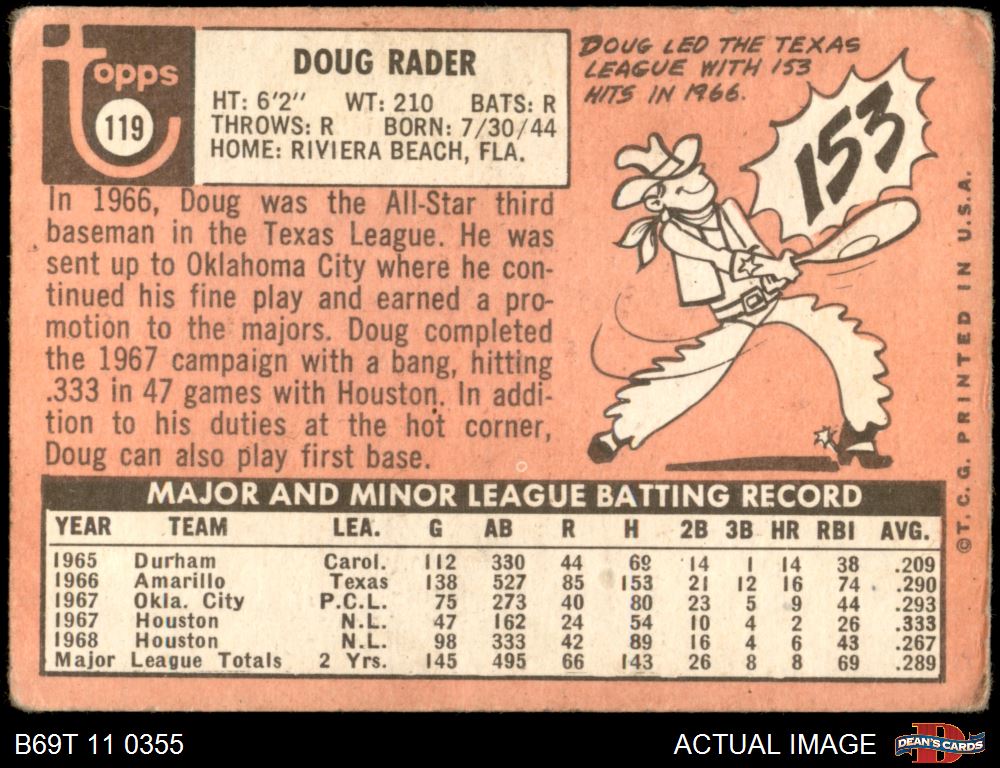 topps
119
DOUG RADER
HT: 6'2" WT: 210 BATS: R
THROWS: R BORN: 7/30/44
HOME: RIVIERA BEACH, FLA.
DOUG LED THE TEXAS
LEAGUE WITH 153
HITS IN 1966.
153
In 1966, Doug was the All-Star third
baseman in the Texas League. He was
sent up to Oklahoma City where he con-
tinued his fine play and earned a pro-
motion to the majors. Doug completed
the 1967 campaign with a bang, hitting
.333 in 47 games with Houston. In addi-
tion to his duties at the hot corner,
Doug can also play first base.
©T.C.G. PRINTED IN U.S.A.
MAJOR AND MINOR LEAGUE BATTING RECORD
YEAR TEAM LEA. G AB R H 2B 3B HR RBI AVG.
1965 Durham Carol. 112 330 44 69 14 1 14 38 .209
1966 Amarillo Texas 138 527 85 153 21 12 16 74 .290
1967 Okla. City P.C.L. 75 273 40 80 23 5 9 44 .293
1967 Houston N.L. 47 162 24 54 10 4 2 26 .333
1968 Houston N.L. 98 333 42 89 16 4 6 43 .267
Major League Totals 2 Yrs. 145 495 66 143 26 8 8 69 .289
B69T 11 0355
ACTUAL IMAGE
D
DEAN'S CARDS